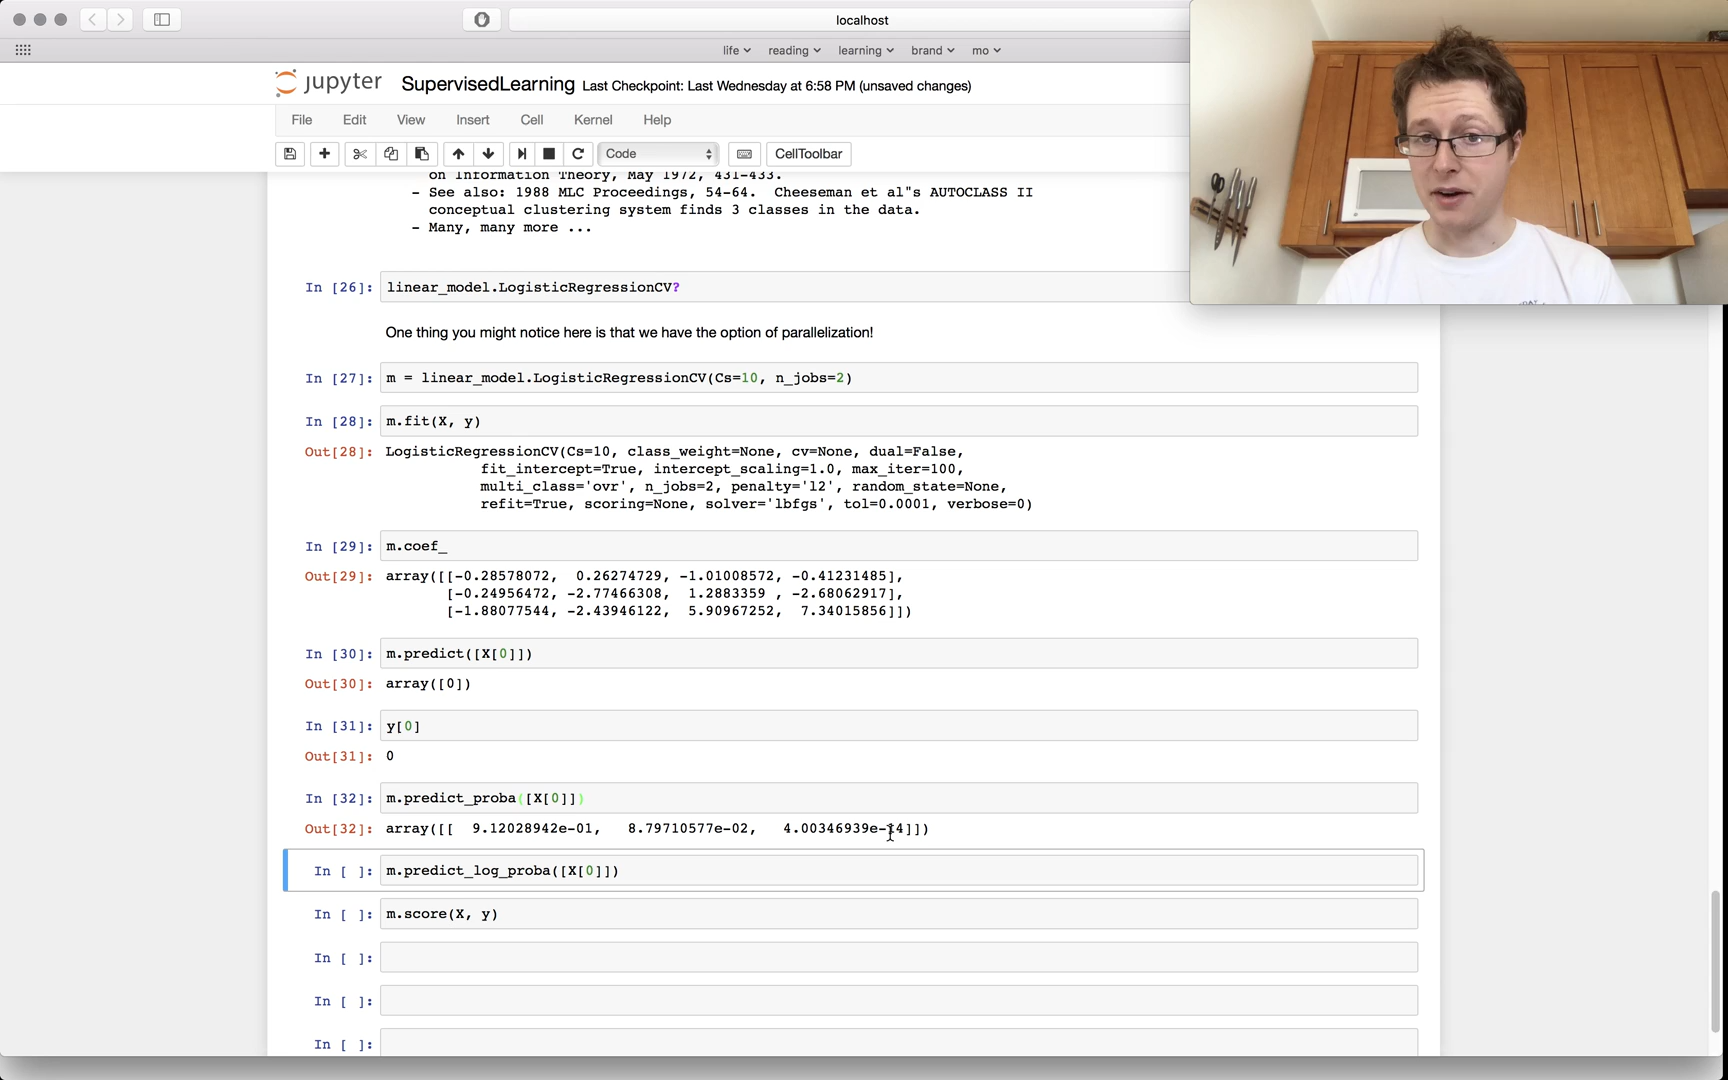 localhost
life reading learning brand mo
jupyter SupervisedLearning Last Checkpoint: Last Wednesday at 6:58 PM (unsaved changes)
File Edit View Insert Cell Kernel Help
Code CellToolbar
on Information Theory, May 1972, 431-433.
- See also: 1988 MLC Proceedings, 54-64. Cheeseman et al"s AUTOCLASS II
conceptual clustering system finds 3 classes in the data.
- Many, many more ...
In [26]: linear_model.LogisticRegressionCV?
One thing you might notice here is that we have the option of parallelization!
In [27]: m = linear_model.LogisticRegressionCV(Cs=10, n_jobs=2)
In [28]: m.fit(X, y)
Out[28]: LogisticRegressionCV(Cs=10, class_weight=None, cv=None, dual=False,
fit_intercept=True, intercept_scaling=1.0, max_iter=100,
multi_class='ovr', n_jobs=2, penalty='l2', random_state=None,
refit=True, scoring=None, solver='lbfgs', tol=0.0001, verbose=0)
In [29]: m.coef_
Out[29]: array([[-0.28578072, 0.26274729, -1.01008572, -0.41231485],
[-0.24956472, -2.77466308, 1.2883359 , -2.68062917],
[-1.88077544, -2.43946122, 5.90967252, 7.34015856]])
In [30]: m.predict([X[0]])
Out[30]: array([0])
In [31]: y[0]
Out[31]: 0
In [32]: m.predict_proba([X[0]])
Out[32]: array([[ 9.12028942e-01, 8.79710577e-02, 4.00346939e-14]])
In [ ]: m.predict_log_proba([X[0]])
In [ ]: m.score(X, y)
In [ ]:
In [ ]:
In [ ]: